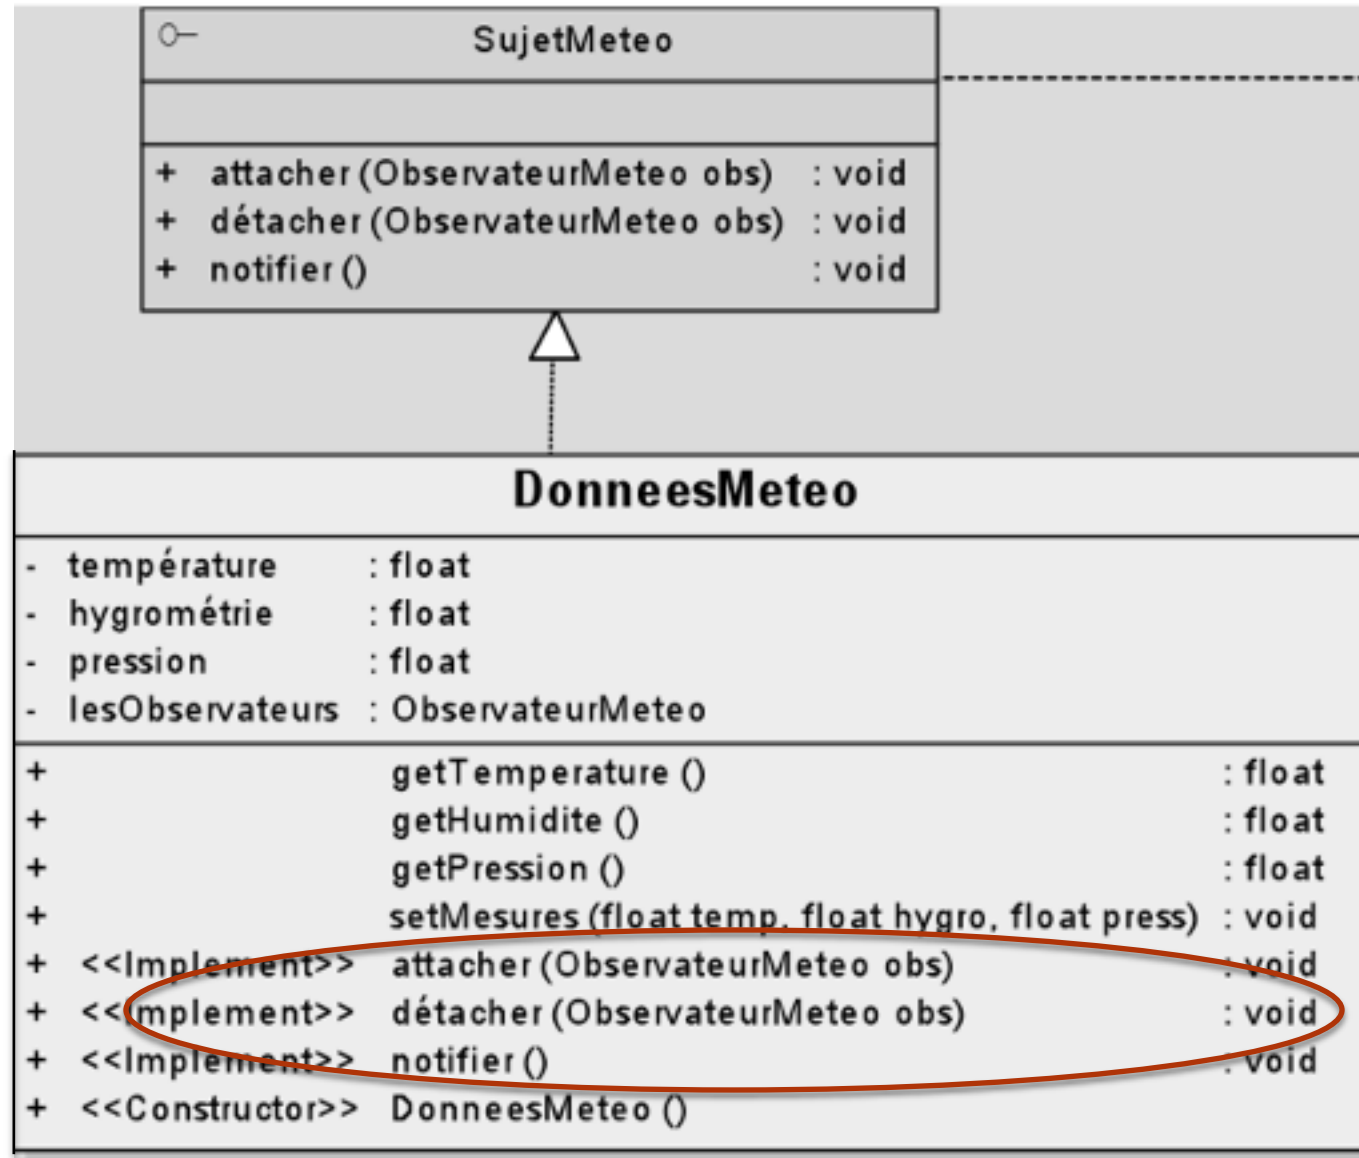 SujetMeteo
+ attacher (ObservateurMeteo obs) : void
+ détacher (ObservateurMeteo obs) : void
+ notifier () : void
DonneesMeteo
- température : float
- hygrométrie : float
- pression : float
- lesObservateurs : ObservateurMeteo
+ getTemperature () : float
+ getHumidite () : float
+ getPression () : float
+ setMesures (float temp, float hygro, float press) : void
+ <<Implement>> attacher (ObservateurMeteo obs) : void
+ <<Implement>> détacher (ObservateurMeteo obs) : void
+ <<Implement>> notifier () : void
+ <<Constructor>> DonneesMeteo ()